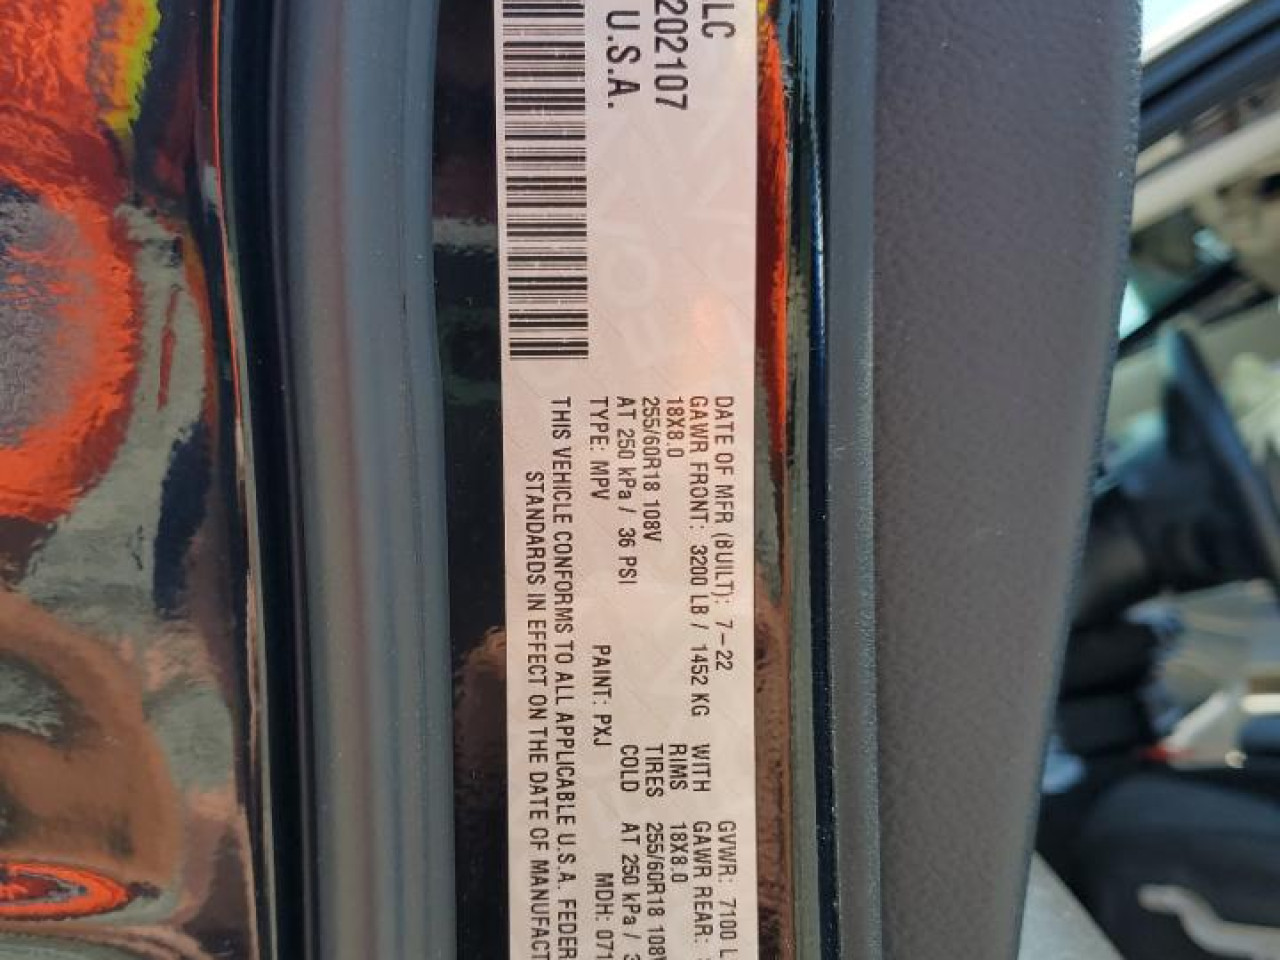 LC
202107
U.S.A.
DATE OF MFR (BUILT): 7-22 GVWR: 7100 L
GAWR FRONT: 3200 LB / 1452 KG WITH GAWR REAR:
18X8.0 RIMS 18X8.0
255/60R18 108V TIRES 255/60R18 108V
AT 250 kPa / 36 PSI COLD AT 250 kPa / 3
TYPE: MPV PAINT: PXJ MDH: 071
THIS VEHICLE CONFORMS TO ALL APPLICABLE U.S.A. FEDER
STANDARDS IN EFFECT ON THE DATE OF MANUFACT